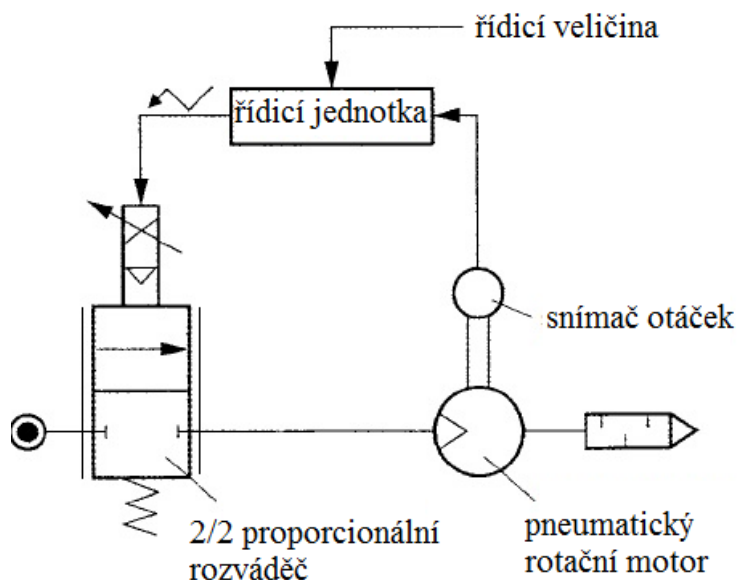 řídicí veličina
řídicí jednotka
snímač otáček
2/2 proporcionální
rozváděč
pneumatický
rotační motor